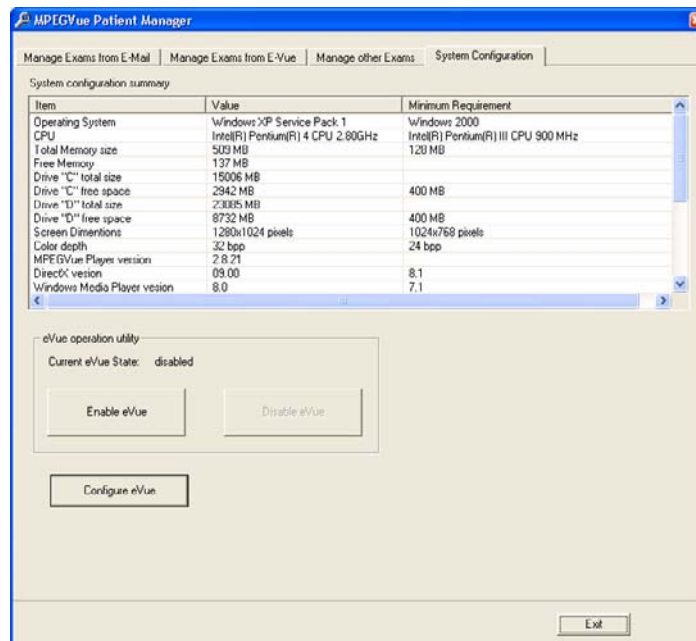 MPEGVue Patient Manager
Manage Exams from E-Mail Manage Exams from E-Vue Manage other Exams System Configuration
System configuration summary
Item Value Minimum Requirement
Operating System Windows XP Service Pack 1 Windows 2000
CPU Intel(R) Pentium(R) 4 CPU 2.80GHz Intel(R) Pentium(R) III CPU 900 MHz
Total Memory size 509 MB 128 MB
Free Memory 137 MB
Drive "C" total size 15006 MB
Drive "C" free space 2942 MB 400 MB
Drive "D" total size 23085 MB
Drive "D" free space 8732 MB 400 MB
Screen Dimentions 1280x1024 pixels 1024x768 pixels
Color depth 32 bpp 24 bpp
MPEGVue Player version 2.8.21
DirectX vesion 09.00 8.1
Windows Media Player vesion 8.0 7.1
eVue operation utility
Current eVue State: disabled
Enable eVue Disable eVue
Configure eVue
Exit